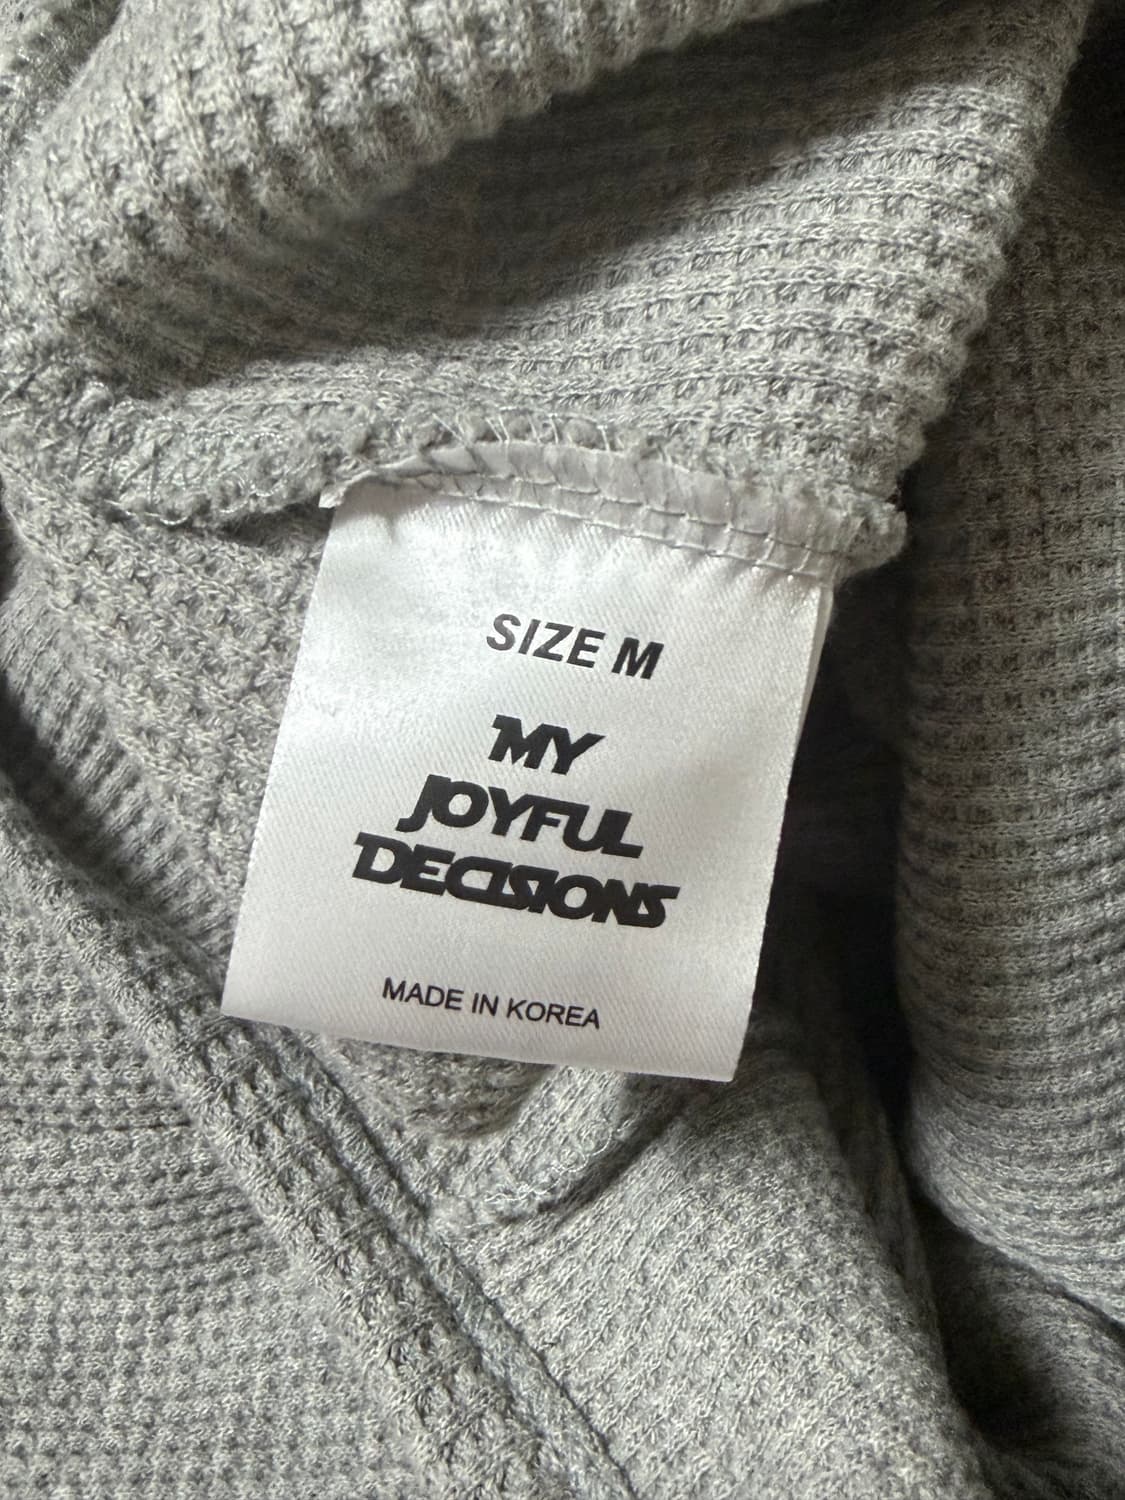 SIZE M
MY
JOYFUL
DECISIONS
MADE IN KOREA